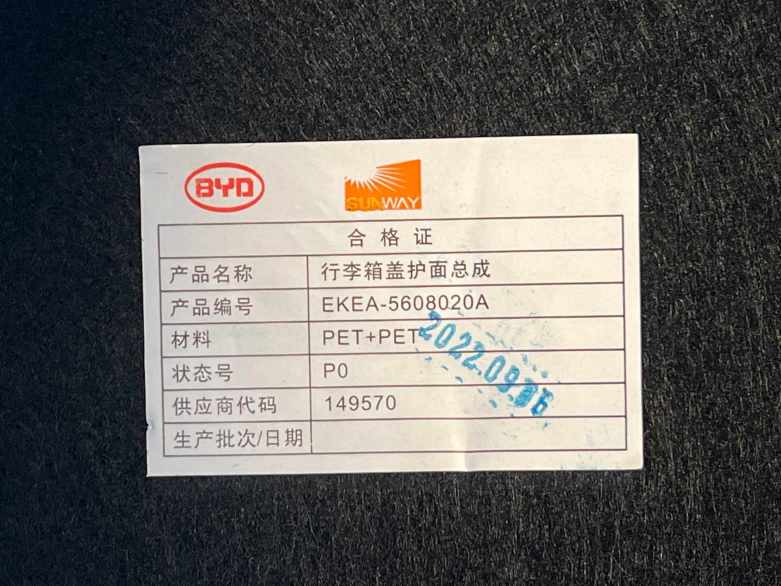 BYD
SUNWAY
合格证
产品名称 行李箱盖护面总成
产品编号 EKEA-5608020A
材料 PET+PET
状态号 P0
供应商代码 149570
生产批次/日期